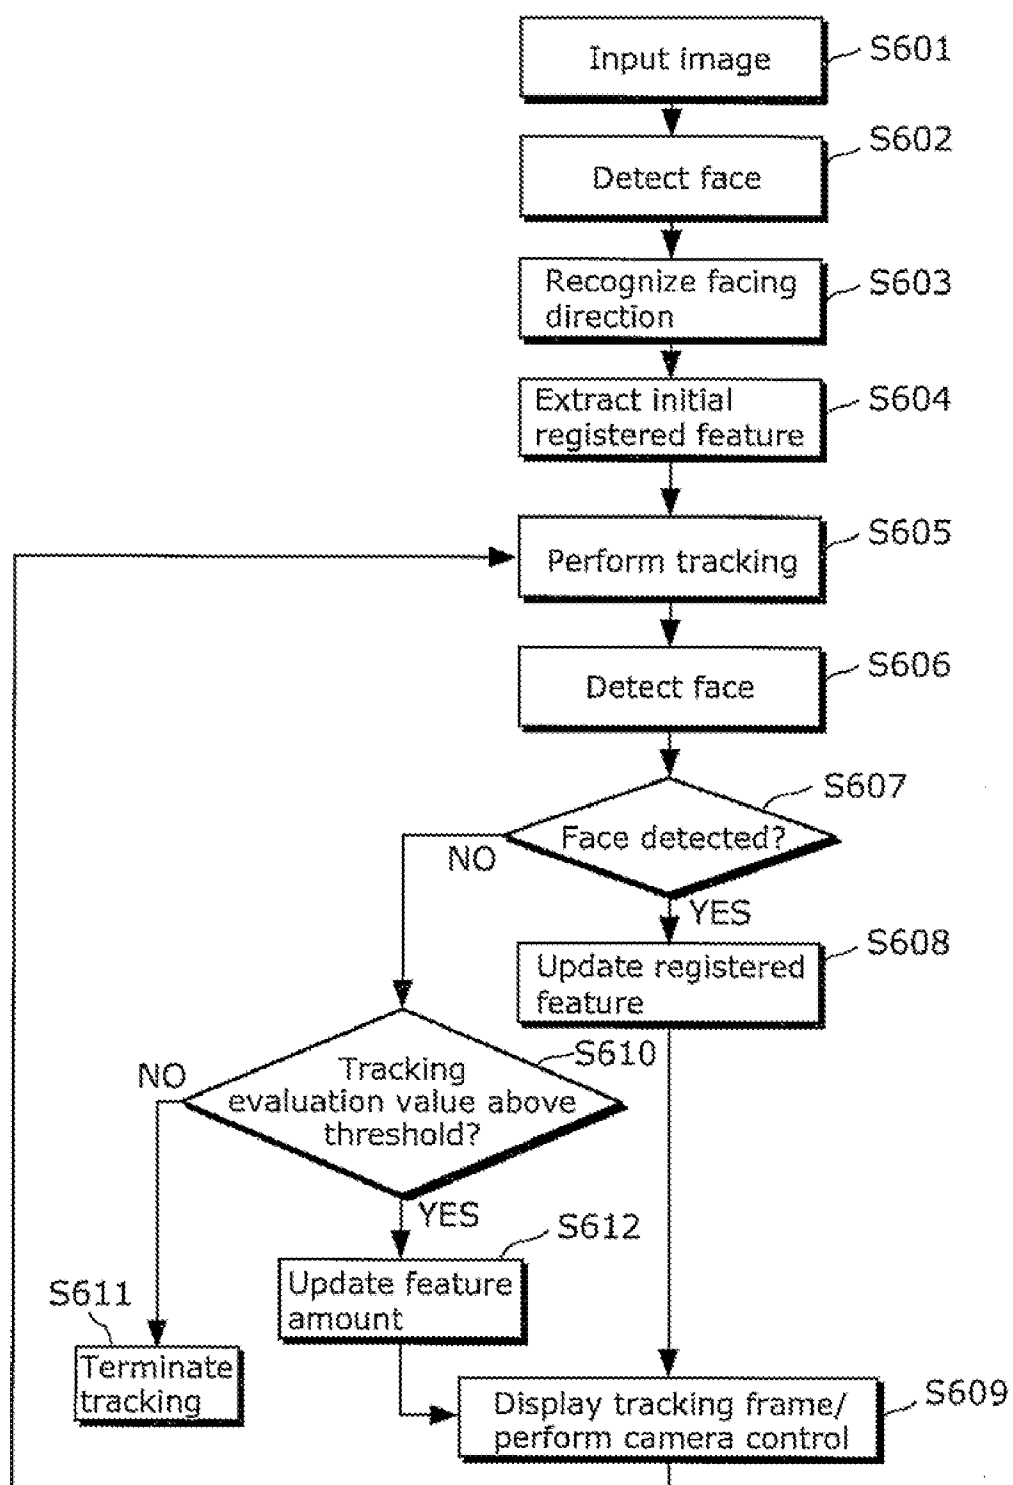 Input image
S601
Detect face
S602
Recognize facing
direction
S603
Extract initial
registered feature
S604
Perform tracking
S605
Detect face
S606
Face detected?
S607
NO
YES
Update registered
feature
S608
Tracking
evaluation value above
threshold?
S610
NO
YES
Update feature
amount
S612
S611
Terminate
tracking
Display tracking frame/
perform camera control
S609